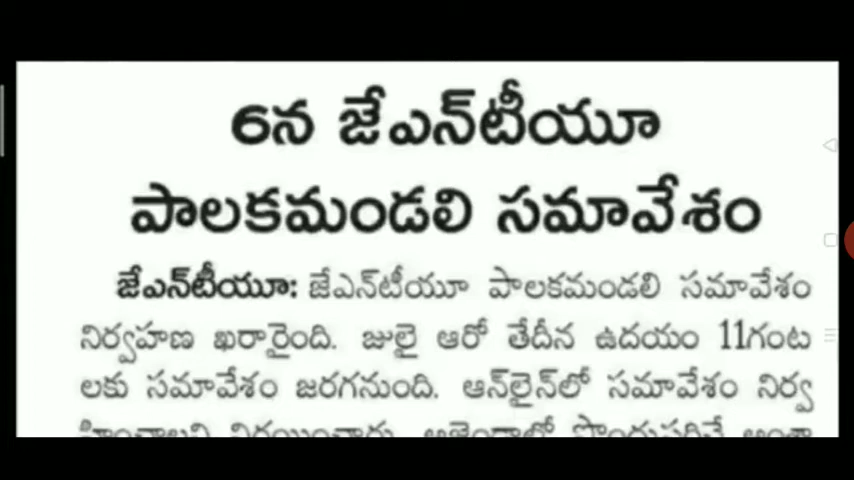 6న జేఎన్‌టీయూ
పాలకమండలి సమావేశం
జేఎన్‌టీయూ: జేఎన్‌టీయూ పాలకమండలి సమావేశం
నిర్వహణ ఖరారైంది. జులై ఆరో తేదీన ఉదయం 11గంట
లకు సమావేశం జరగనుంది. ఆన్‌లైన్‌లో సమావేశం నిర్వ